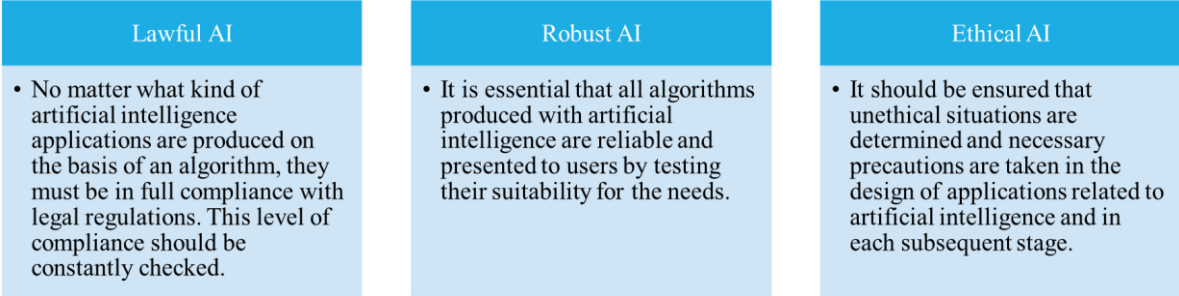 Lawful AI
• No matter what kind of
artificial intelligence
applications are produced on
the basis of an algorithm, they
must be in full compliance with
legal regulations. This level of
compliance should be
constantly checked.
Robust AI
• It is essential that all algorithms
produced with artificial
intelligence are reliable and
presented to users by testing
their suitability for the needs.
Ethical AI
• It should be ensured that
unethical situations are
determined and necessary
precautions are taken in the
design of applications related to
artificial intelligence and in
each subsequent stage.